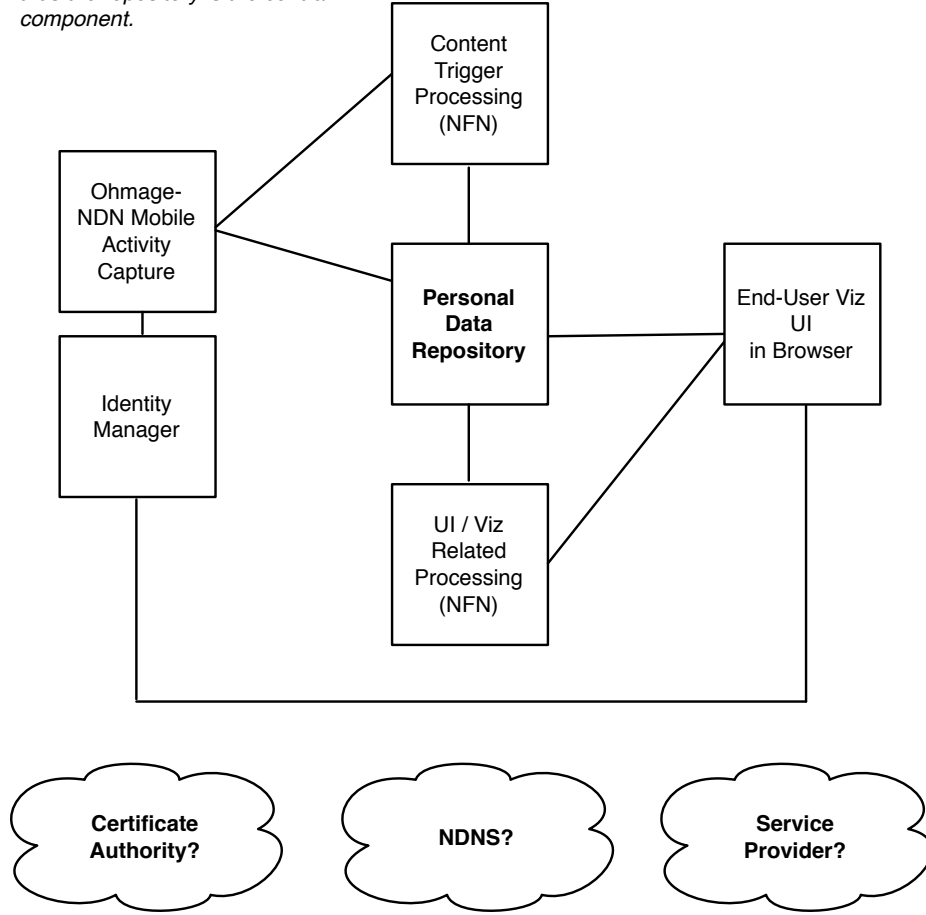 component.
Content
Trigger
Processing
(NFN)
Ohmage-
NDN Mobile
Activity
Capture
Personal
Data
Repository
End-User Viz
UI
in Browser
Identity
Manager
UI / Viz
Related
Processing
(NFN)
Certificate
Authority?
NDNS?
Service
Provider?